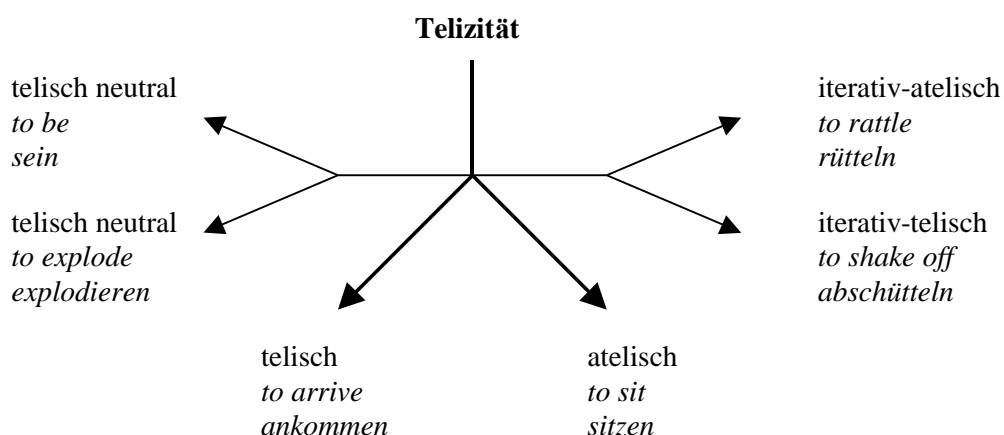 Telizität
telisch neutral
to be
sein
iterativ-atelisch
to rattle
rütteln
telisch neutral
to explode
explodieren
iterativ-telisch
to shake off
abschütteln
telisch
to arrive
ankommen
atelisch
to sit
sitzen